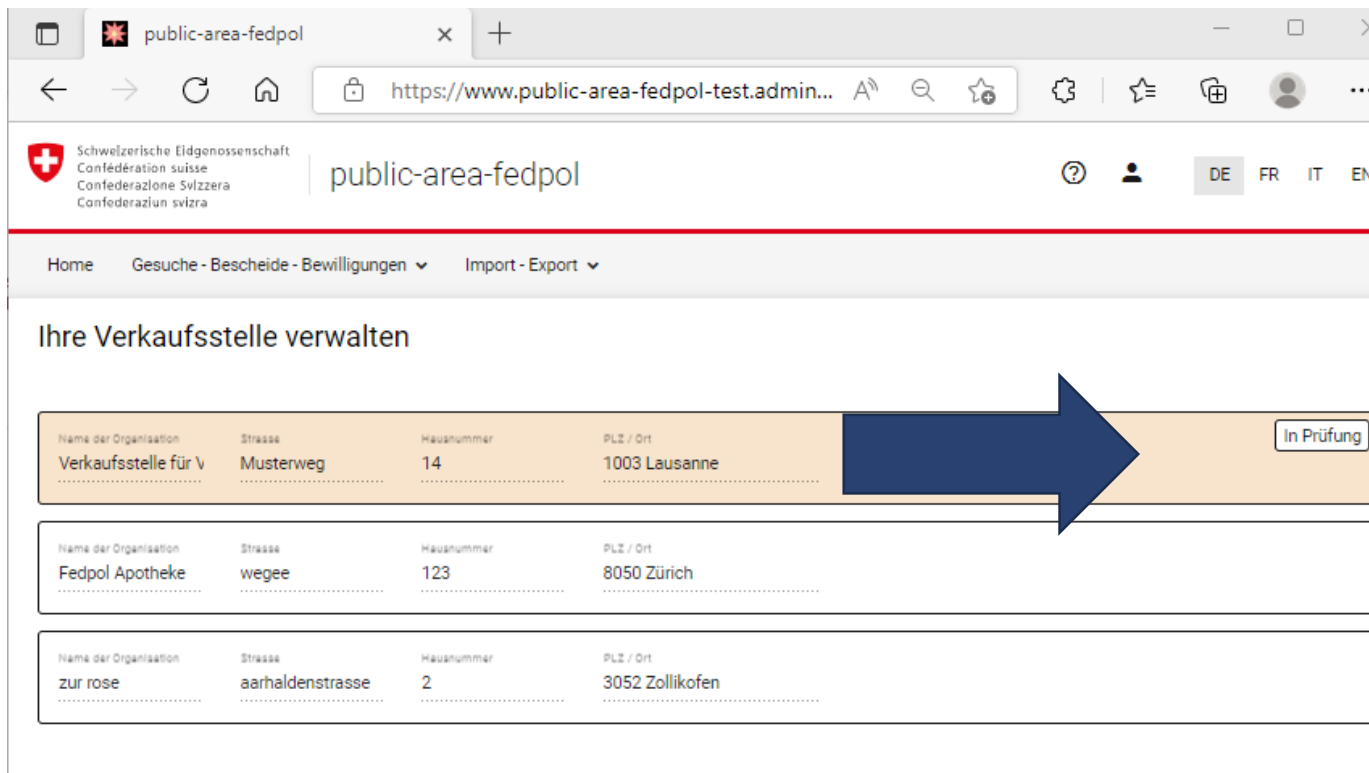 public-area-fedpol
https://www.public-area-fedpol-test.admin...
Schweizerische Eidgenossenschaft
Confédération suisse
Confederazione Svizzera
Confederaziun svizra
public-area-fedpol
DE FR IT EN
Home Gesuche - Bescheide - Bewilligungen Import - Export
Ihre Verkaufsstelle verwalten
Name der Organisation Strasse Hausnummer PLZ / Ort
In Prüfung
Verkaufsstelle für V Musterweg 14 1003 Lausanne
Name der Organisation Strasse Hausnummer PLZ / Ort
Fedpol Apotheke wegee 123 8050 Zürich
Name der Organisation Strasse Hausnummer PLZ / Ort
zur rose aarhaldenstrasse 2 3052 Zollikofen